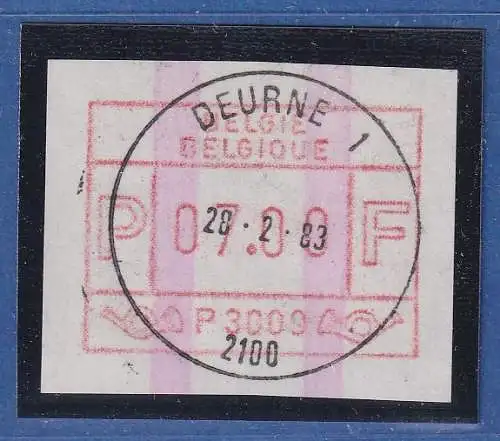 DEURNE 1
BELGIE
BELGIQUE
P 07.00 F
28 · 2 · 83
P3009
2100